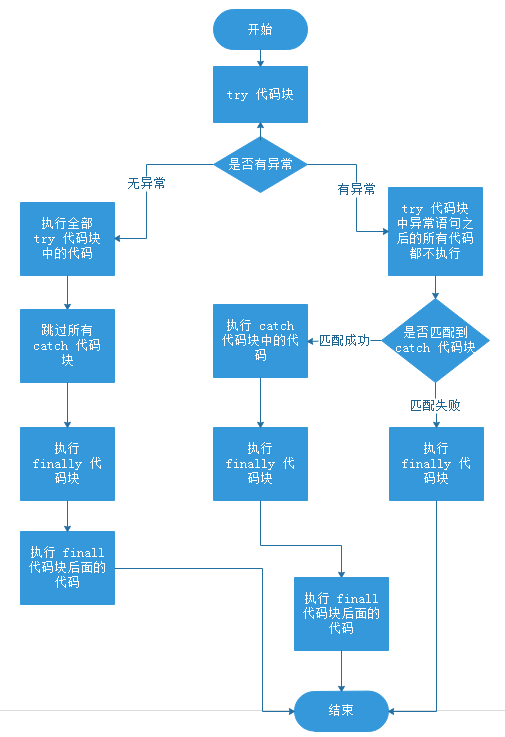 开始
try 代码块
是否有异常
无异常
有异常
执行全部
try 代码块
中的代码
try 代码块
中异常语句之
后的所有代码
都不执行
跳过所有
catch 代码
块
执行 catch
代码块中的代
码
匹配成功
是否匹配到
catch 代码块
匹配失败
执行
finally 代
码块
执行
finally 代
码块
执行
finally 代
码块
执行 finall
代码块后面的
代码
执行 finall
代码块后面的
代码
结束